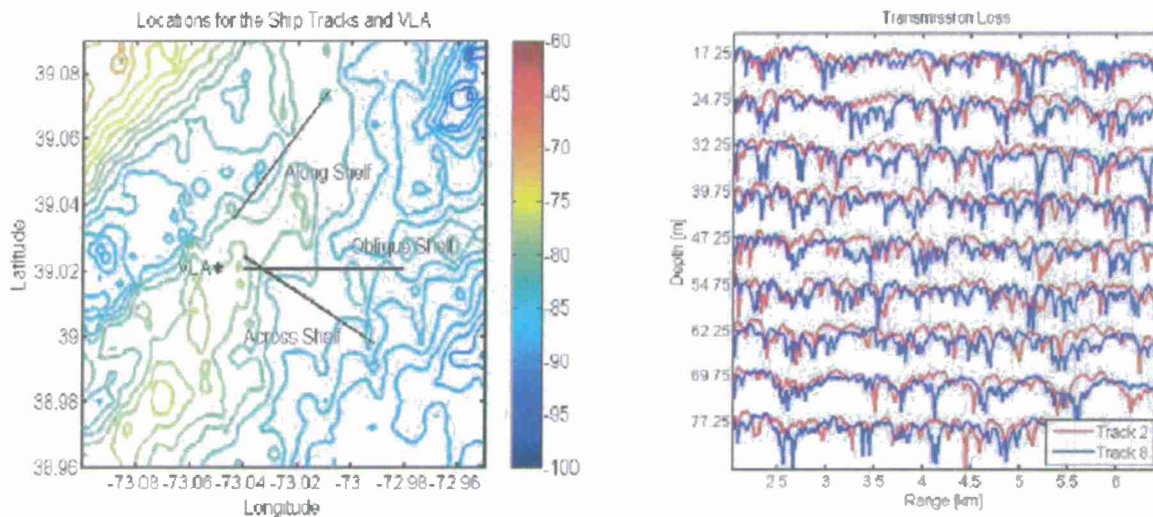 Locations for the Ship Tracks and VLA
39.08
39.06
39.04
39.02
39
38.98
38.96
Latitude
-73.08 -73.06 -73.04 -73.02 -73 -72.98 -72.96
Longitude
Along Shelf
Oblique Shelf
VLA*
Across Shelf
-60
-65
-70
-75
-80
-85
-90
-95
-100
Transmission Loss
17.25
24.75
32.25
39.75
47.25
54.75
62.25
69.75
77.25
Depth [m]
2.5 3 3.5 4 4.5 5 5.5 6
Range [km]
Track 2
Track 8